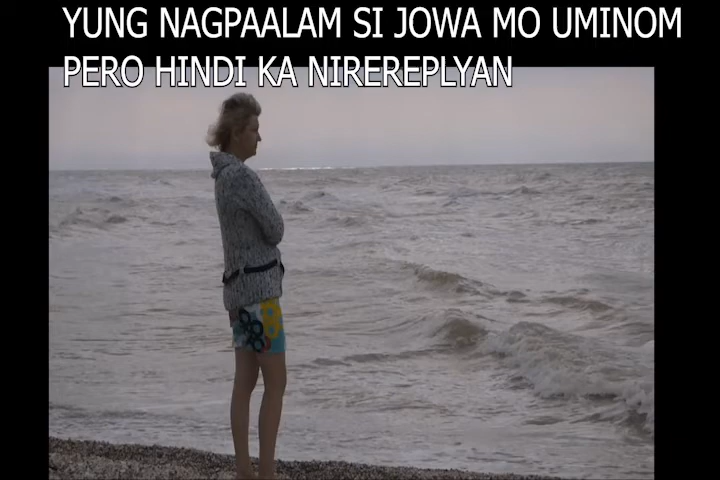 YUNG NAGPAALAM SI JOWA MO UMINOM
PERO HINDI KA NIREREPLYAN